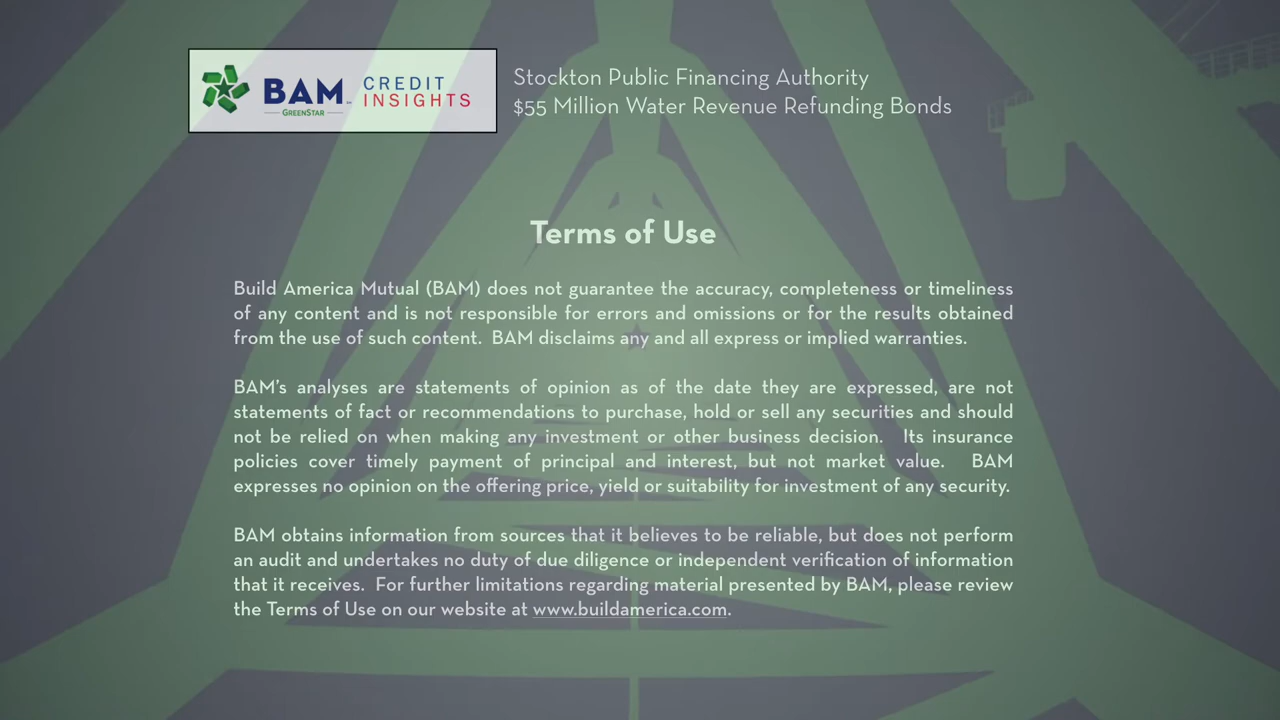 BAM
GREENSTAR
CREDIT
INSIGHTS
Stockton Public Financing Authority
$55 Million Water Revenue Refunding Bonds
Terms of Use
Build America Mutual (BAM) does not guarantee the accuracy, completeness or timeliness
of any content and is not responsible for errors and omissions or for the results obtained
from the use of such content.  BAM disclaims any and all express or implied warranties.
BAM's analyses are statements of opinion as of the date they are expressed, are not
statements of fact or recommendations to purchase, hold or sell any securities and should
not be relied on when making any investment or other business decision.  Its insurance
policies cover timely payment of principal and interest, but not market value.  BAM
expresses no opinion on the offering price, yield or suitability for investment of any security.
BAM obtains information from sources that it believes to be reliable, but does not perform
an audit and undertakes no duty of due diligence or independent verification of information
that it receives.  For further limitations regarding material presented by BAM, please review
the Terms of Use on our website at www.buildamerica.com.